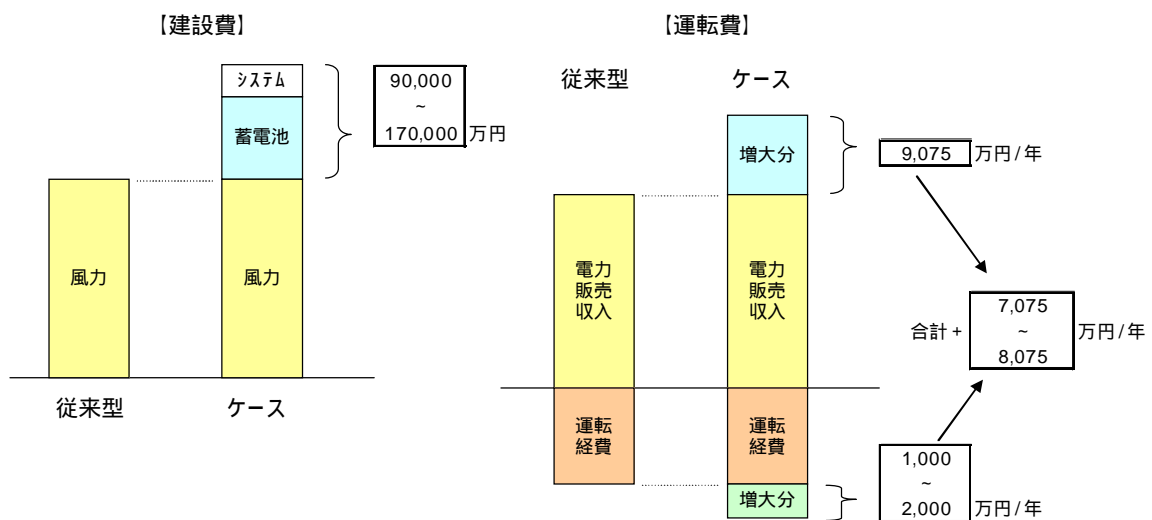 【建設費】
システム
蓄電池
風力
風力
90,000
~
170,000 万円
従来型
ケース
【運転費】
従来型
ケース
増大分
9,075 万円/年
電力
販売
収入
電力
販売
収入
7,075
合計+ ~ 万円/年
8,075
運転
経費
運転
経費
増大分
1,000
~
2,000 万円/年